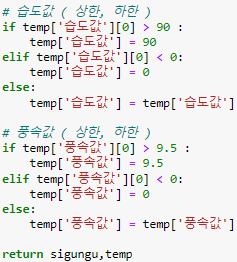 # 습도값 ( 상한, 하한 )
if temp['습도값'][0] > 90 :
    temp['습도값'] = 90
elif temp['습도값'][0] < 0:
    temp['습도값'] = 0
else:
    temp['습도값'] = temp['습도값']
# 풍속값 ( 상한, 하한 )
if temp['풍속값'][0] > 9.5 :
    temp['풍속값'] = 9.5
elif temp['풍속값'][0] < 0:
    temp['풍속값'] = 0
else:
    temp['풍속값'] = temp['풍속값']
return sigungu,temp